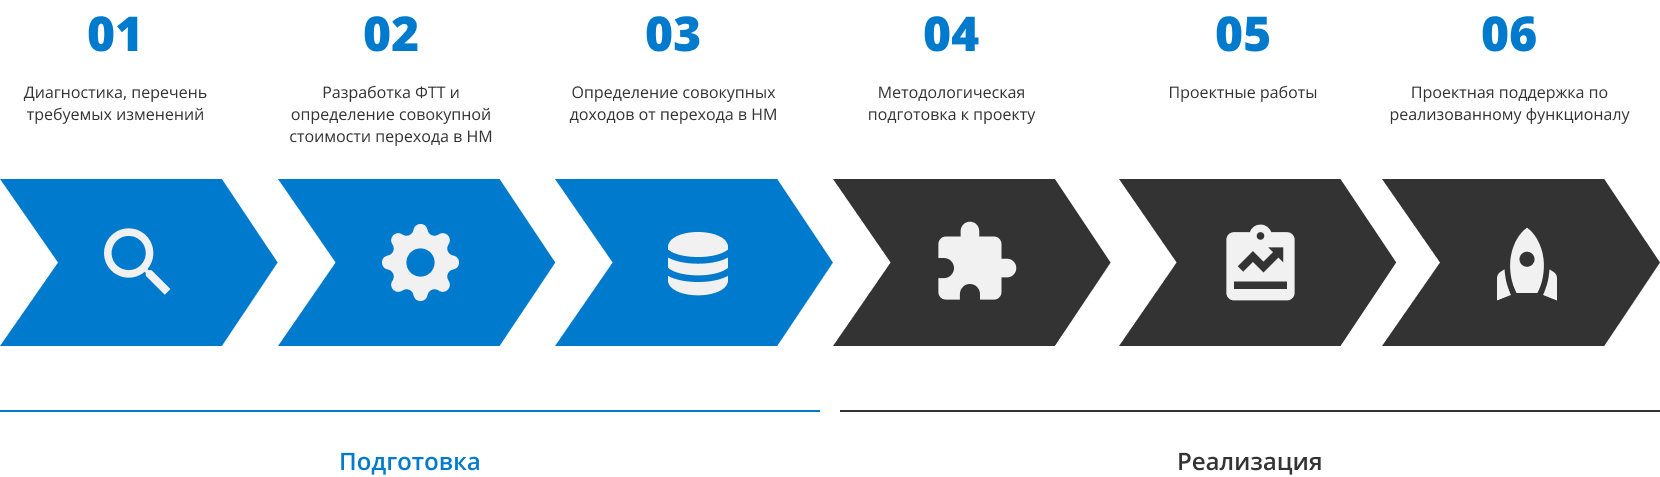 01
Диагностика, перечень
требуемых изменений
02
Разработка ФТТ и
определение совокупной
стоимости перехода в НМ
03
Определение совокупных
доходов от перехода в НМ
04
Методологическая
подготовка к проекту
05
Проектные работы
06
Проектная поддержка по
реализованному функционалу
Подготовка
Реализация